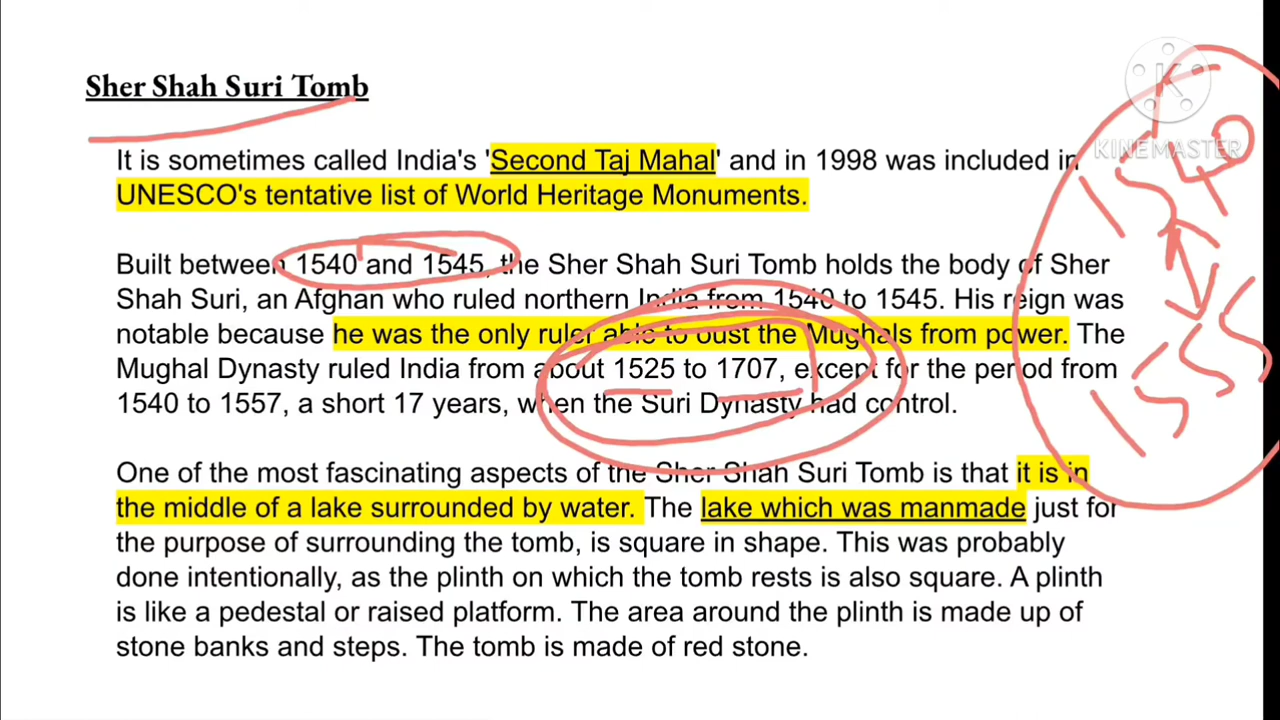 Sher Shah Suri Tomb
KINEMASTER
It is sometimes called India's 'Second Taj Mahal' and in 1998 was included in
UNESCO's tentative list of World Heritage Monuments.
1540
Built between 1540 and 1545, the Sher Shah Suri Tomb holds the body of Sher
Shah Suri, an Afghan who ruled northern India from 1540 to 1545. His reign was
notable because he was the only ruler able to oust the Mughals from power. The
Mughal Dynasty ruled India from about 1525 to 1707, except for the period from
1540 to 1557, a short 17 years, when the Suri Dynasty had control.
1555
One of the most fascinating aspects of the Sher Shah Suri Tomb is that it is in
the middle of a lake surrounded by water. The lake which was manmade just for
the purpose of surrounding the tomb, is square in shape. This was probably
done intentionally, as the plinth on which the tomb rests is also square. A plinth
is like a pedestal or raised platform. The area around the plinth is made up of
stone banks and steps. The tomb is made of red stone.